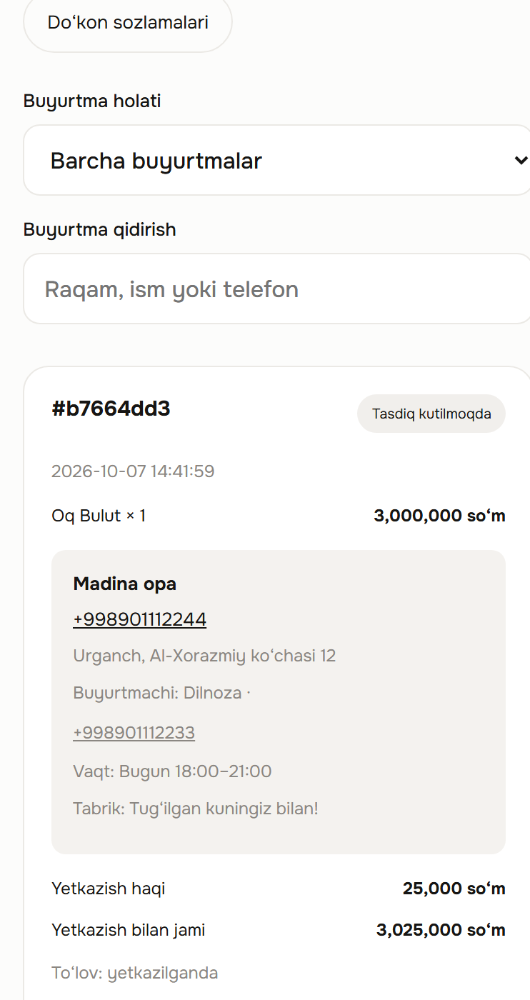 Do‘kon sozlamalari
Buyurtma holati
Barcha buyurtmalar
Buyurtma qidirish
Raqam, ism yoki telefon
#b7664dd3
Tasdiq kutilmoqda
2026-10-07 14:41:59
Oq Bulut × 1
3,000,000 so‘m
Madina opa
+998901112244
Urganch, Al-Xorazmiy ko‘chasi 12
Buyurtmachi: Dilnoza ·
+998901112233
Vaqt: Bugun 18:00–21:00
Tabrik: Tug‘ilgan kuningiz bilan!
Yetkazish haqi
25,000 so‘m
Yetkazish bilan jami
3,025,000 so‘m
To‘lov: yetkazilganda